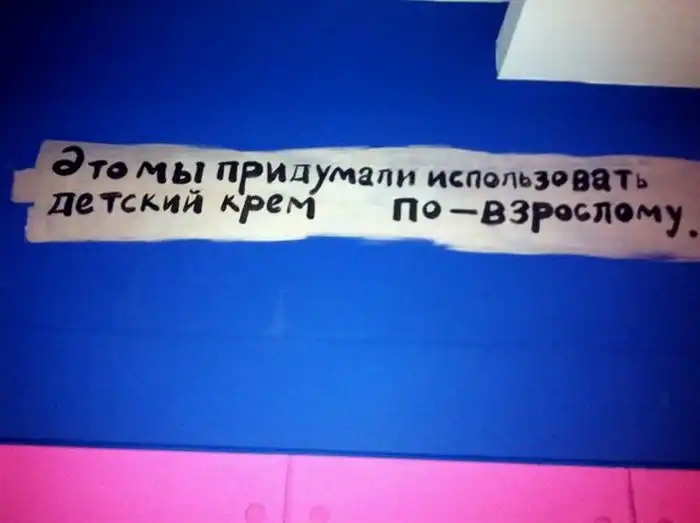 Это мы придумали использовать
детский крем по-взрослому.